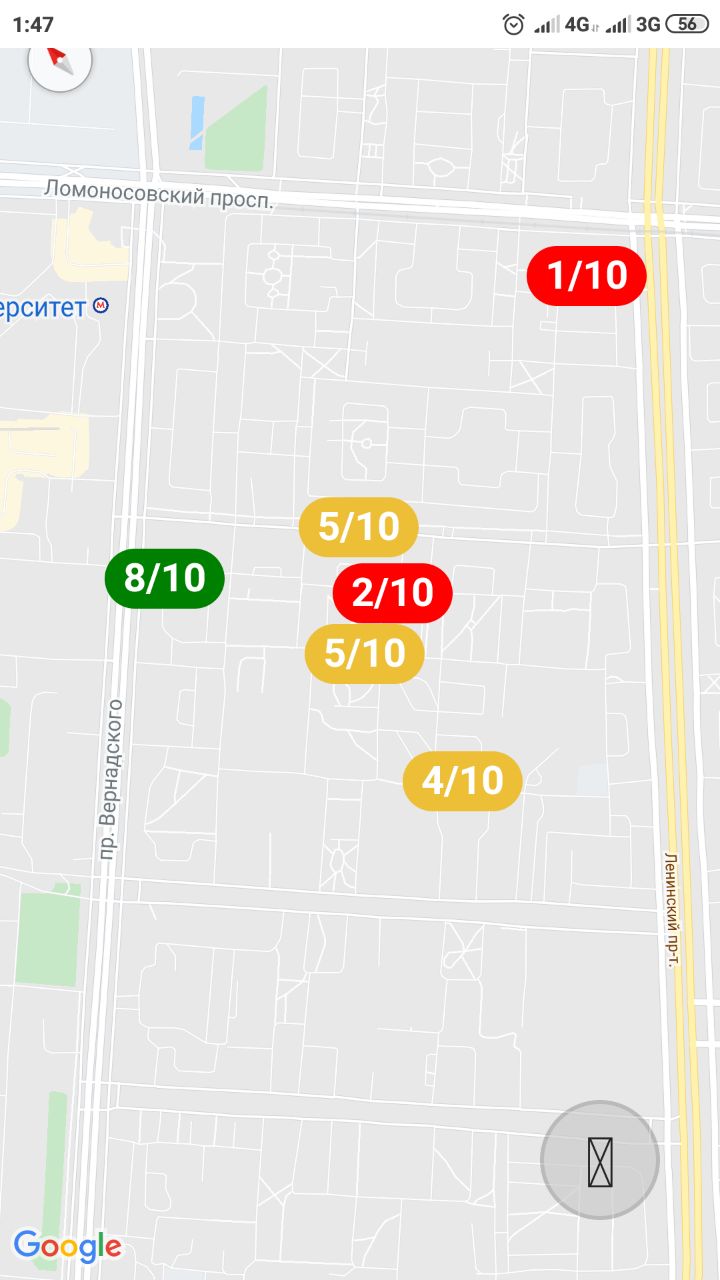 1:47
4G 3G 56
Ломоносовский просп.
1/10
ерситет M
5/10
8/10
2/10
5/10
пр. Вернадского
4/10
Ленинский пр-т.
Google